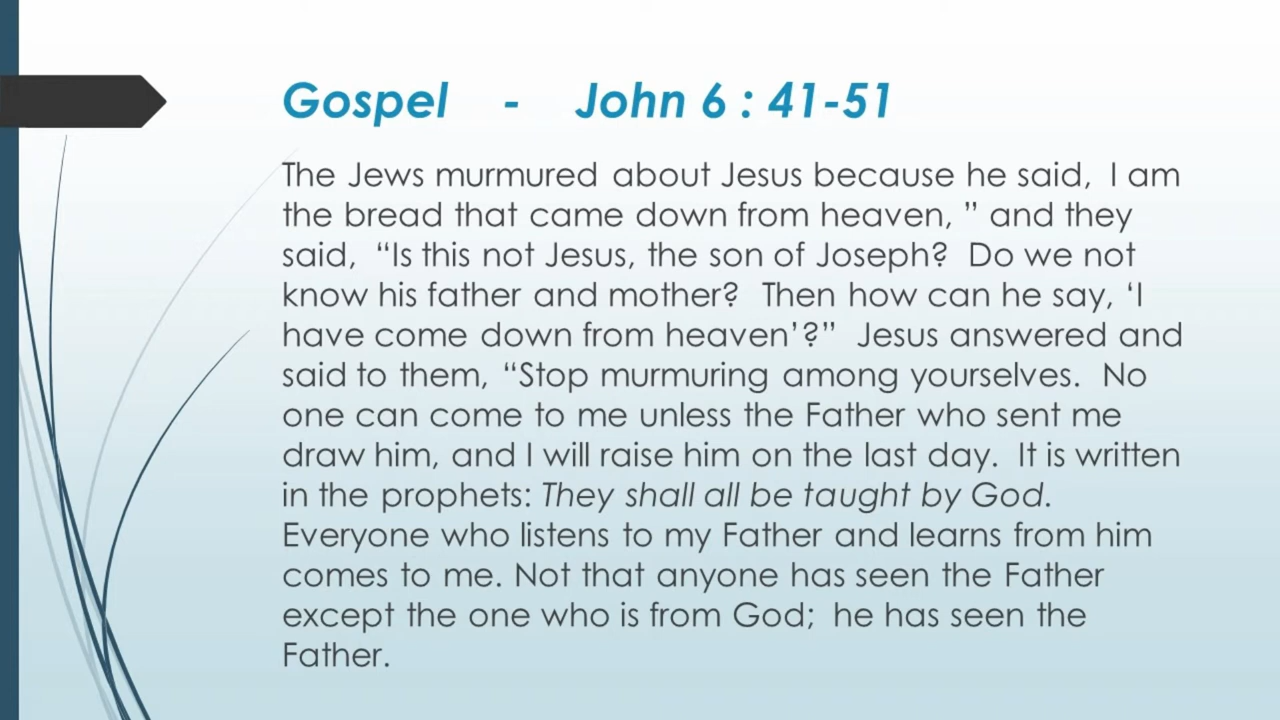 Gospel - John 6 : 41-51
The Jews murmured about Jesus because he said, I am
the bread that came down from heaven, ” and they
said, “Is this not Jesus, the son of Joseph? Do we not
know his father and mother? Then how can he say, ‘I
have come down from heaven’?” Jesus answered and
said to them, “Stop murmuring among yourselves. No
one can come to me unless the Father who sent me
draw him, and I will raise him on the last day. It is written
in the prophets: They shall all be taught by God.
Everyone who listens to my Father and learns from him
comes to me. Not that anyone has seen the Father
except the one who is from God; he has seen the
Father.